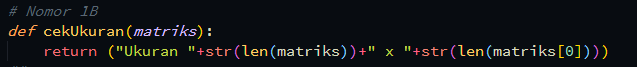 # Nomor 1B
def cekUkuran(matriks):
    return ("Ukuran "+str(len(matriks))+" x "+str(len(matriks[0])))